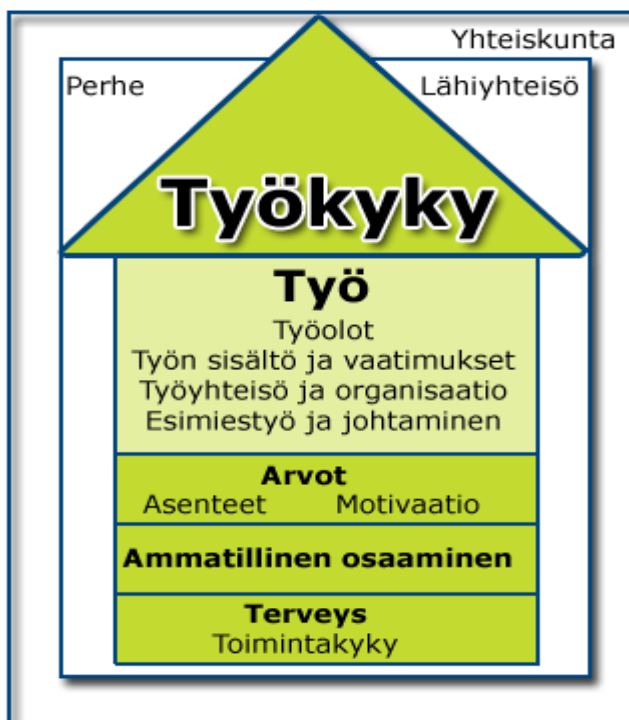 Yhteiskunta
Perhe Lähiyhteisö
Työkyky
Työ
Työolot
Työn sisältö ja vaatimukset
Työyhteisö ja organisaatio
Esimiestyö ja johtaminen
Arvot
Asenteet Motivaatio
Ammatillinen osaaminen
Terveys
Toimintakyky